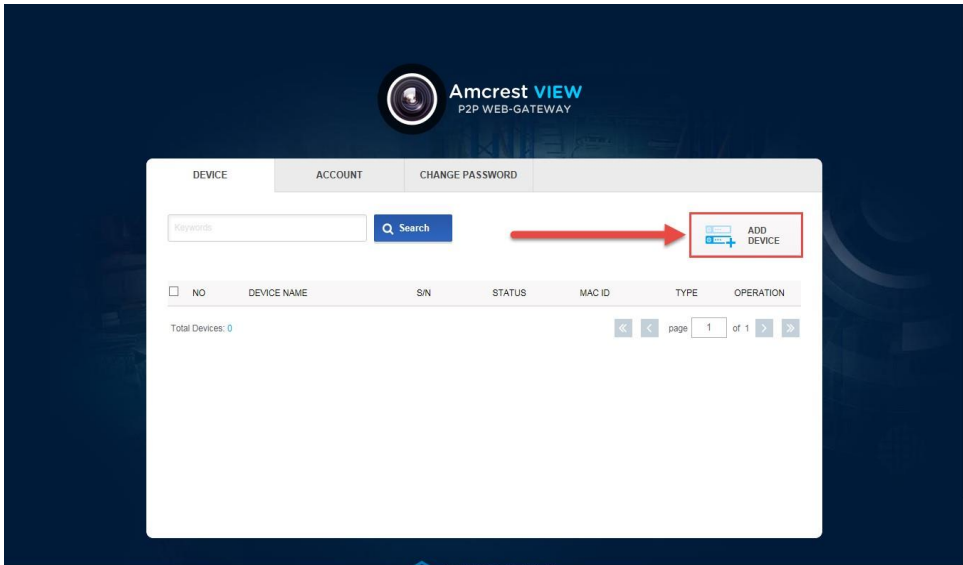 Amcrest VIEW
P2P WEB-GATEWAY
DEVICE ACCOUNT CHANGE PASSWORD
Keywords Search ADD
DEVICE
NO DEVICE NAME S/N STATUS MAC ID TYPE OPERATION
Total Devices: 0 page 1 of 1